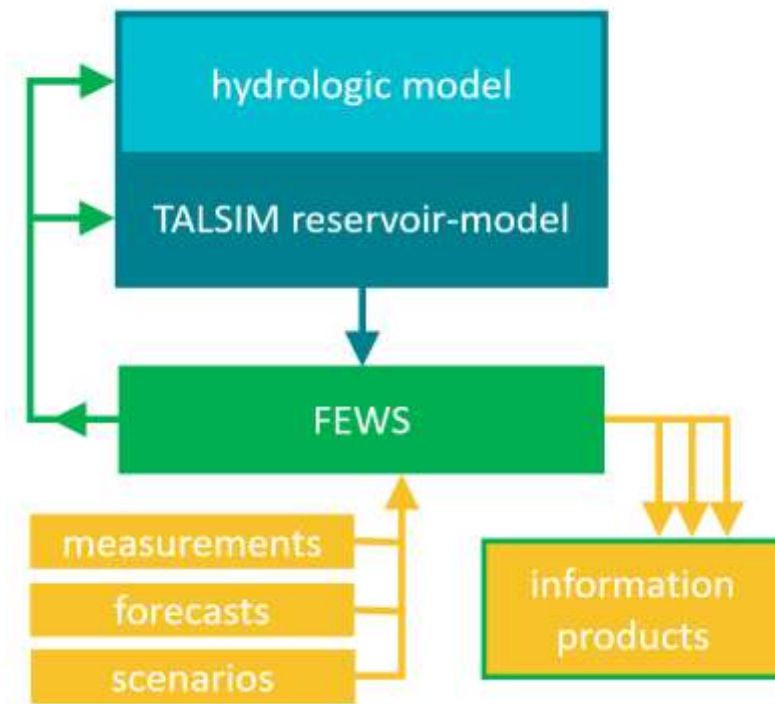 hydrologic model
TALSIM reservoir-model
FEWS
measurements
forecasts
scenarios
information
products